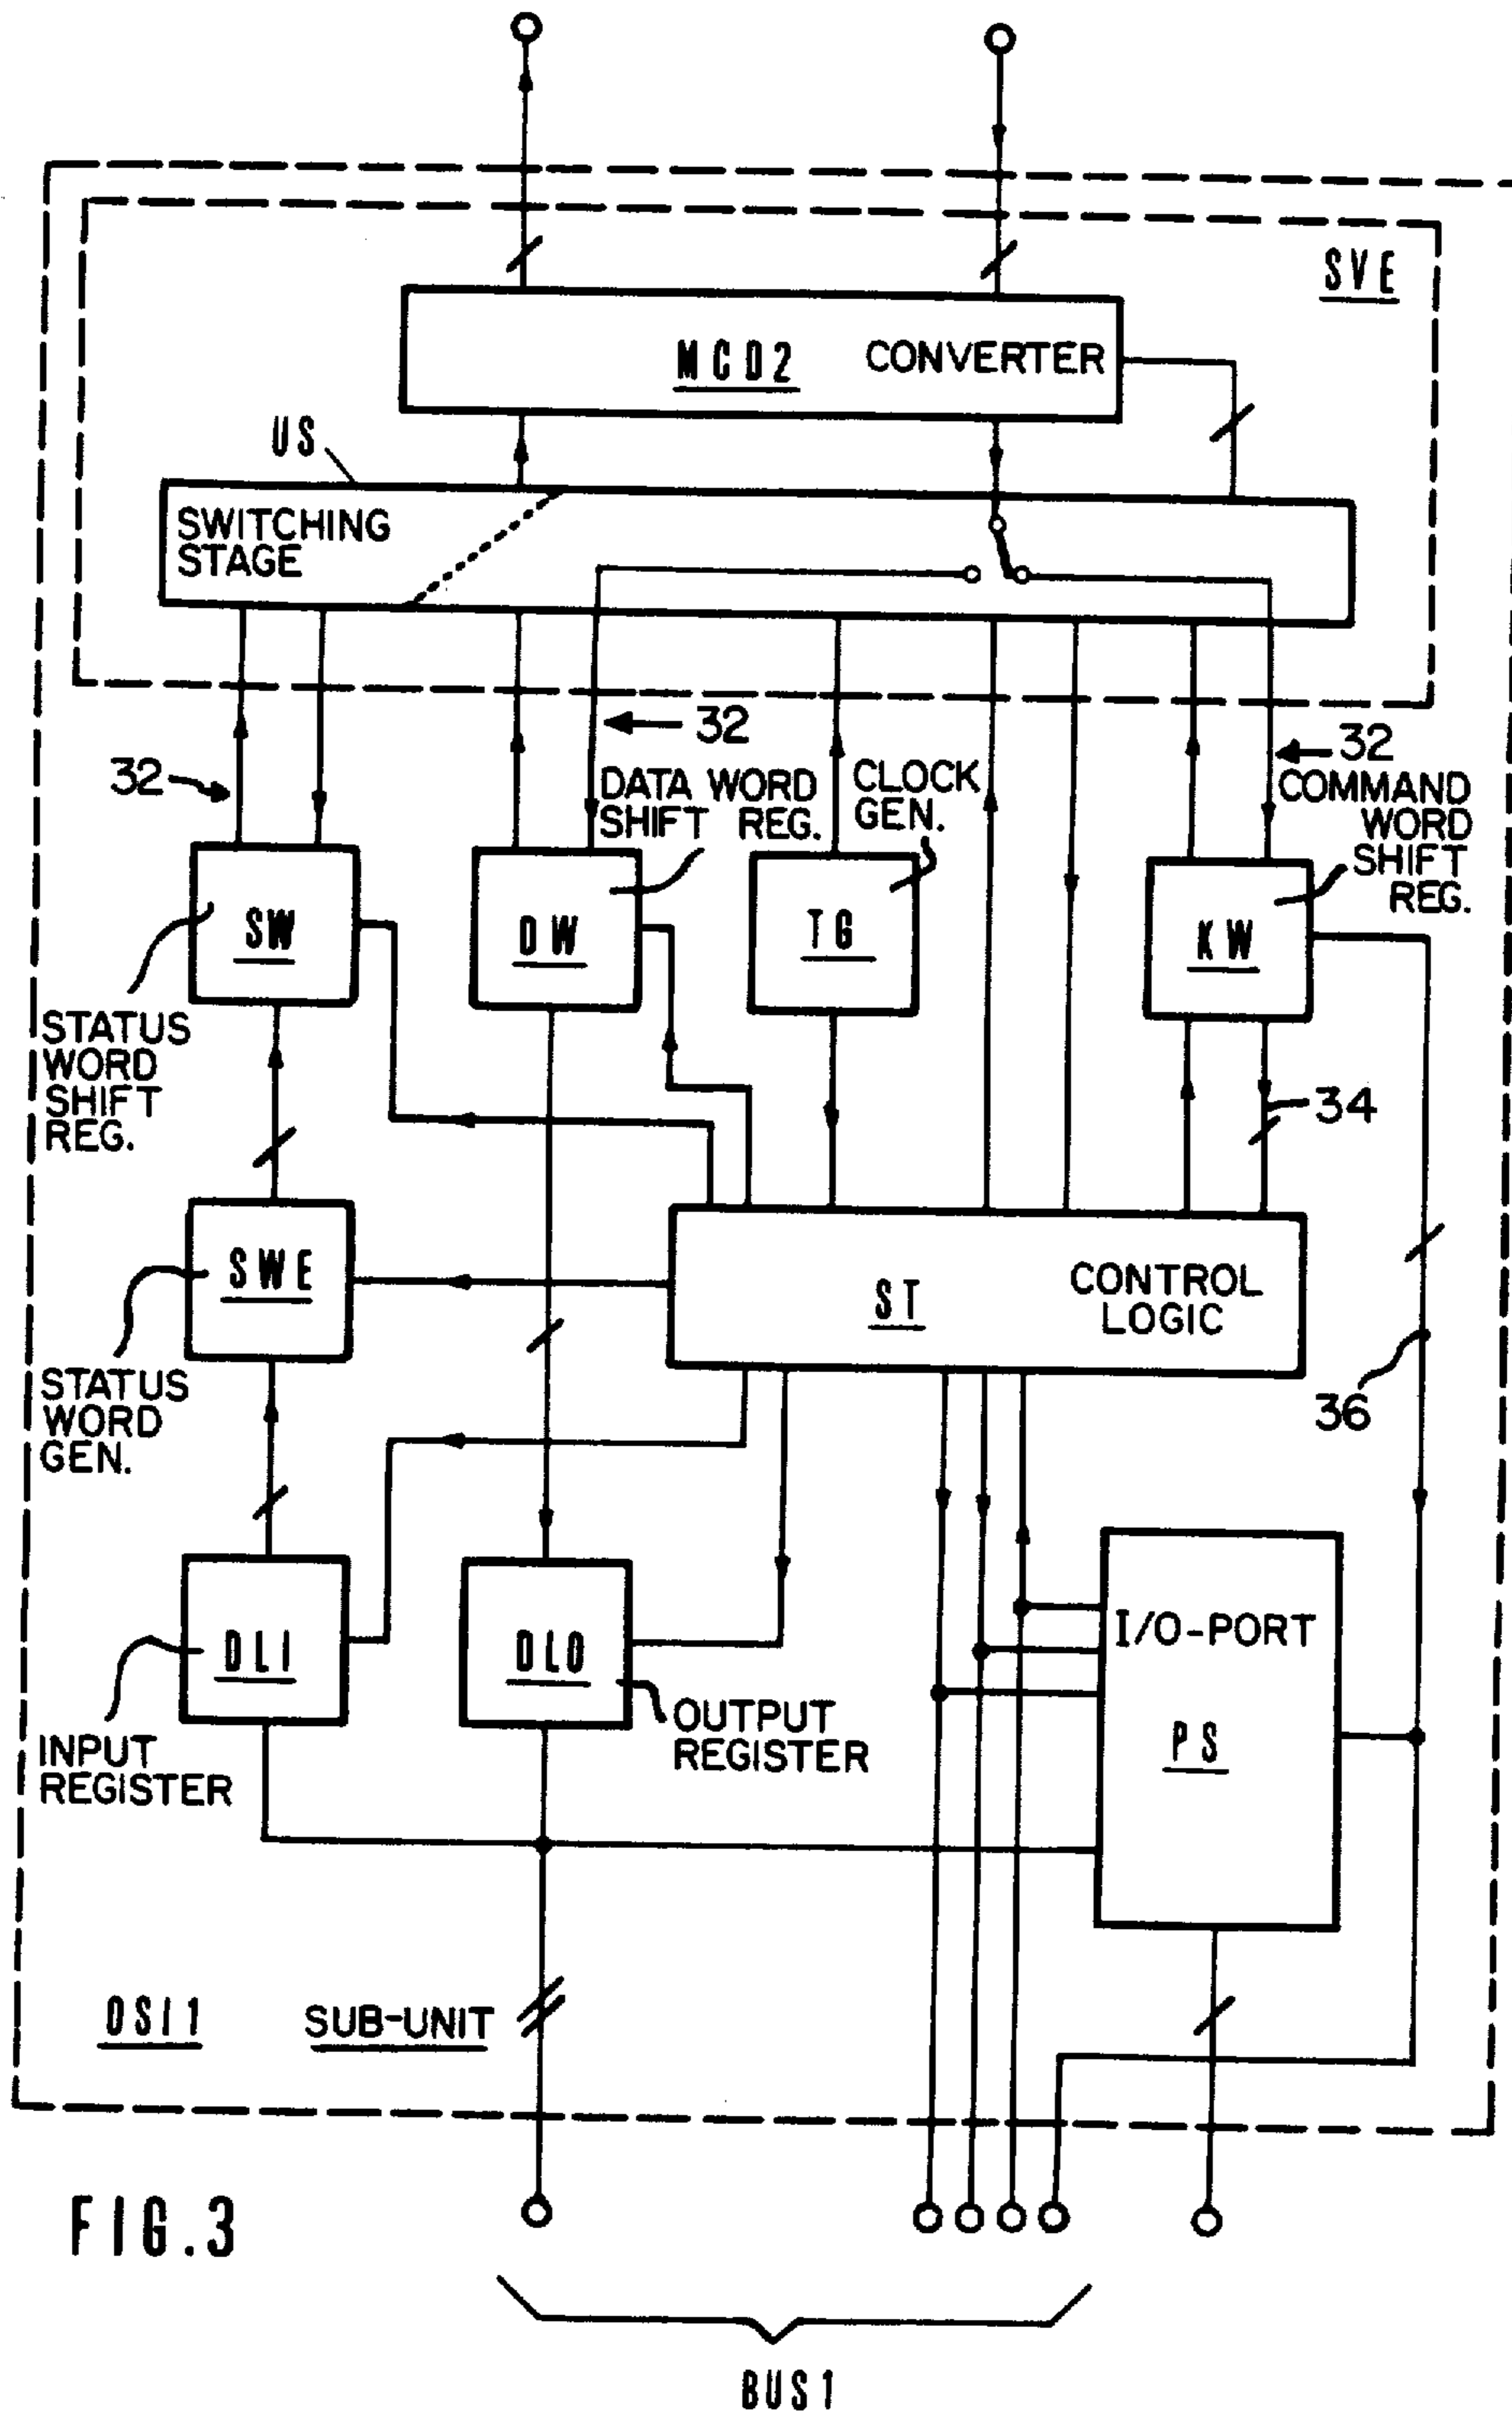 SVE
MCD2 CONVERTER
US
SWITCHING
STAGE
32
32
32
DATA WORD
SHIFT REG.
CLOCK
GEN.
COMMAND
WORD
SHIFT
REG.
SW
DW
TG
KW
STATUS
WORD
SHIFT
REG.
34
SWE
ST
CONTROL
LOGIC
STATUS
WORD
GEN.
36
DLI
DLO
I/O-PORT
PS
INPUT
REGISTER
OUTPUT
REGISTER
DSI1
SUB-UNIT
FIG.3
BUS1